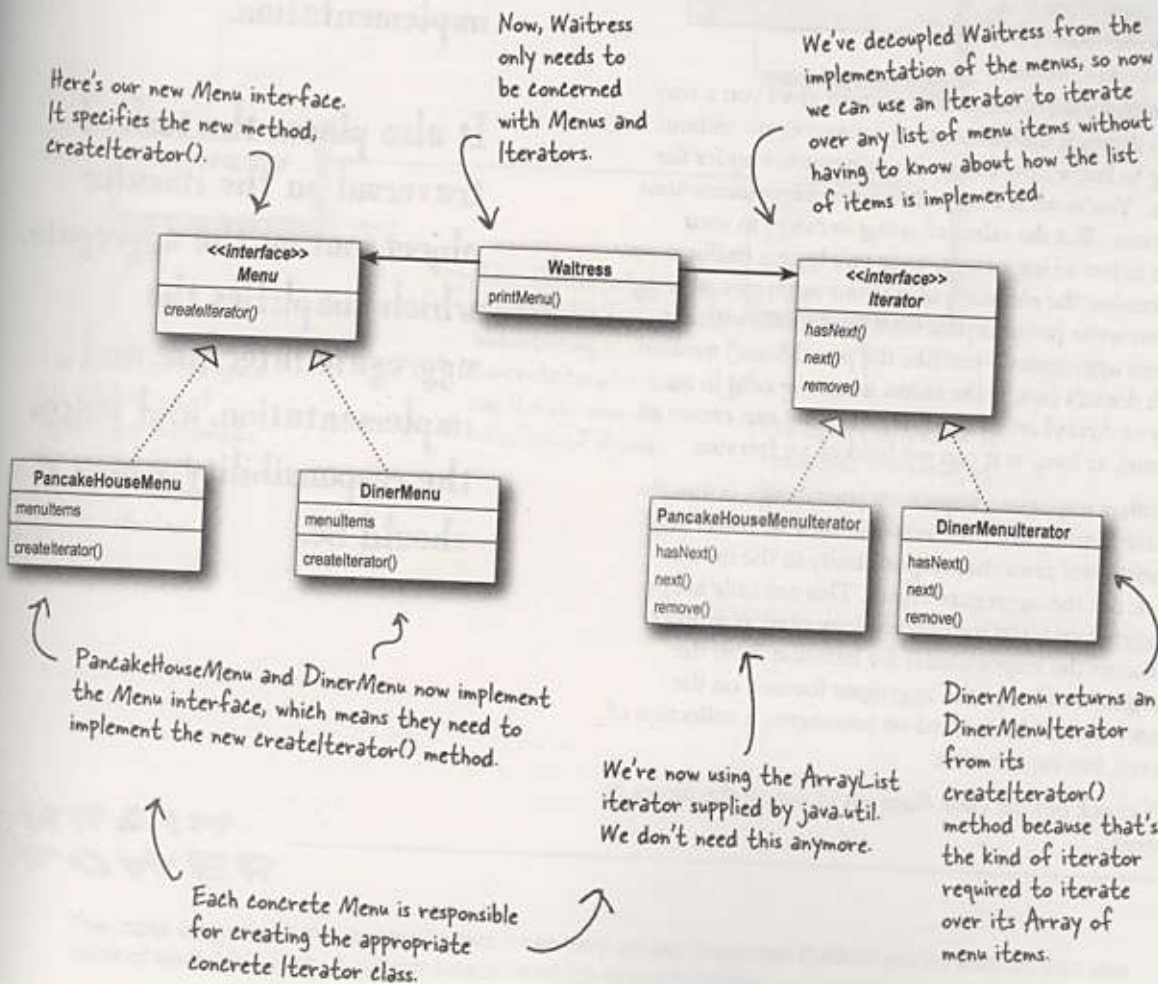 Here's our new Menu interface.
It specifies the new method,
createIterator().
Now, Waitress
only needs to
be concerned
with Menus and
Iterators.
We've decoupled Waitress from the
implementation of the menus, so now
we can use an Iterator to iterate
over any list of menu items without
having to know about how the list
of items is implemented.
<<interface>>
Menu
createIterator()
Waitress
printMenu()
<<interface>>
Iterator
hasNext()
next()
remove()
PancakeHouseMenu
menuItems
createIterator()
DinerMenu
menuItems
createIterator()
PancakeHouseMenuIterator
hasNext()
next()
remove()
DinerMenuIterator
hasNext()
next()
remove()
PancakeHouseMenu and DinerMenu now implement
the Menu interface, which means they need to
implement the new createIterator() method.
We're now using the ArrayList
iterator supplied by java.util.
We don't need this anymore.
DinerMenu returns an
DinerMenuIterator
from its
createIterator()
method because that's
the kind of iterator
required to iterate
over its Array of
menu items.
Each concrete Menu is responsible
for creating the appropriate
concrete Iterator class.